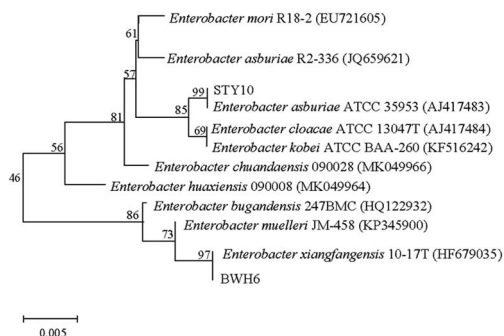 Enterobacter mori R18-2 (EU721605)
61
Enterobacter asburiae R2-336 (JQ659621)
57
99 STY10
Enterobacter asburiae ATCC 35953 (AJ417483)
85
81
69 Enterobacter cloacae ATCC 13047T (AJ417484)
Enterobacter kobei ATCC BAA-260 (KF516242)
56
Enterobacter chuandaensis 090028 (MK049966)
46
Enterobacter huaxiensis 090008 (MK049964)
Enterobacter bugandensis 247BMC (HQ122932)
86
Enterobacter muelleri JM-458 (KP345900)
73
97 Enterobacter xiangfangensis 10-17T (HF679035)
BWH6
0.005